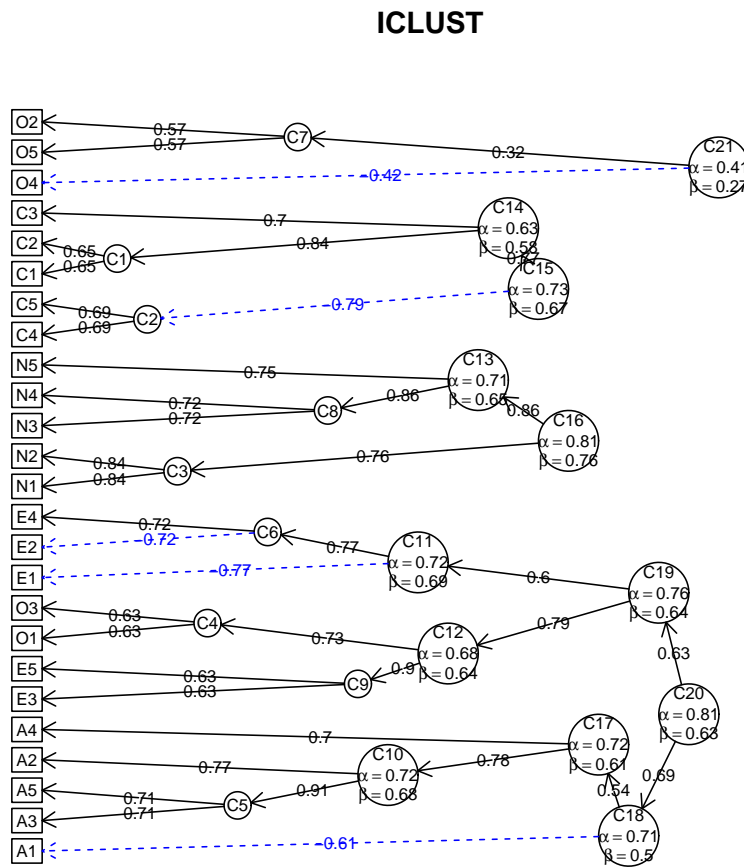 ICLUST
O2
O5
O4
C3
C2
C1
C5
C4
N5
N4
N3
N2
N1
E4
E2
E1
O3
O1
E5
E3
A4
A2
A5
A3
A1
0.57
0.57
C7
0.32
−0.42
C21
α = 0.41
β = 0.27
0.7
0.65
0.65
C1
0.84
C14
α = 0.63
β = 0.58
C15
α = 0.73
β = 0.67
0.69
0.69
C2
−0.79
0.75
0.72
0.72
C8
0.86
C13
α = 0.71
β = 0.65
0.86
C16
α = 0.81
β = 0.76
0.84
0.84
C3
0.76
0.72
−0.72
C6
0.77
−0.77
C11
α = 0.72
β = 0.69
0.6
C19
α = 0.76
β = 0.64
0.63
0.63
C4
0.73
0.79
C12
α = 0.68
β = 0.64
0.63
0.63
C9
0.9
0.63
C20
α = 0.81
β = 0.63
0.7
C17
α = 0.72
β = 0.61
0.77
C10
α = 0.72
β = 0.68
0.78
0.71
0.71
C5
0.91
0.54
0.69
−0.61
C18
α = 0.71
β = 0.5